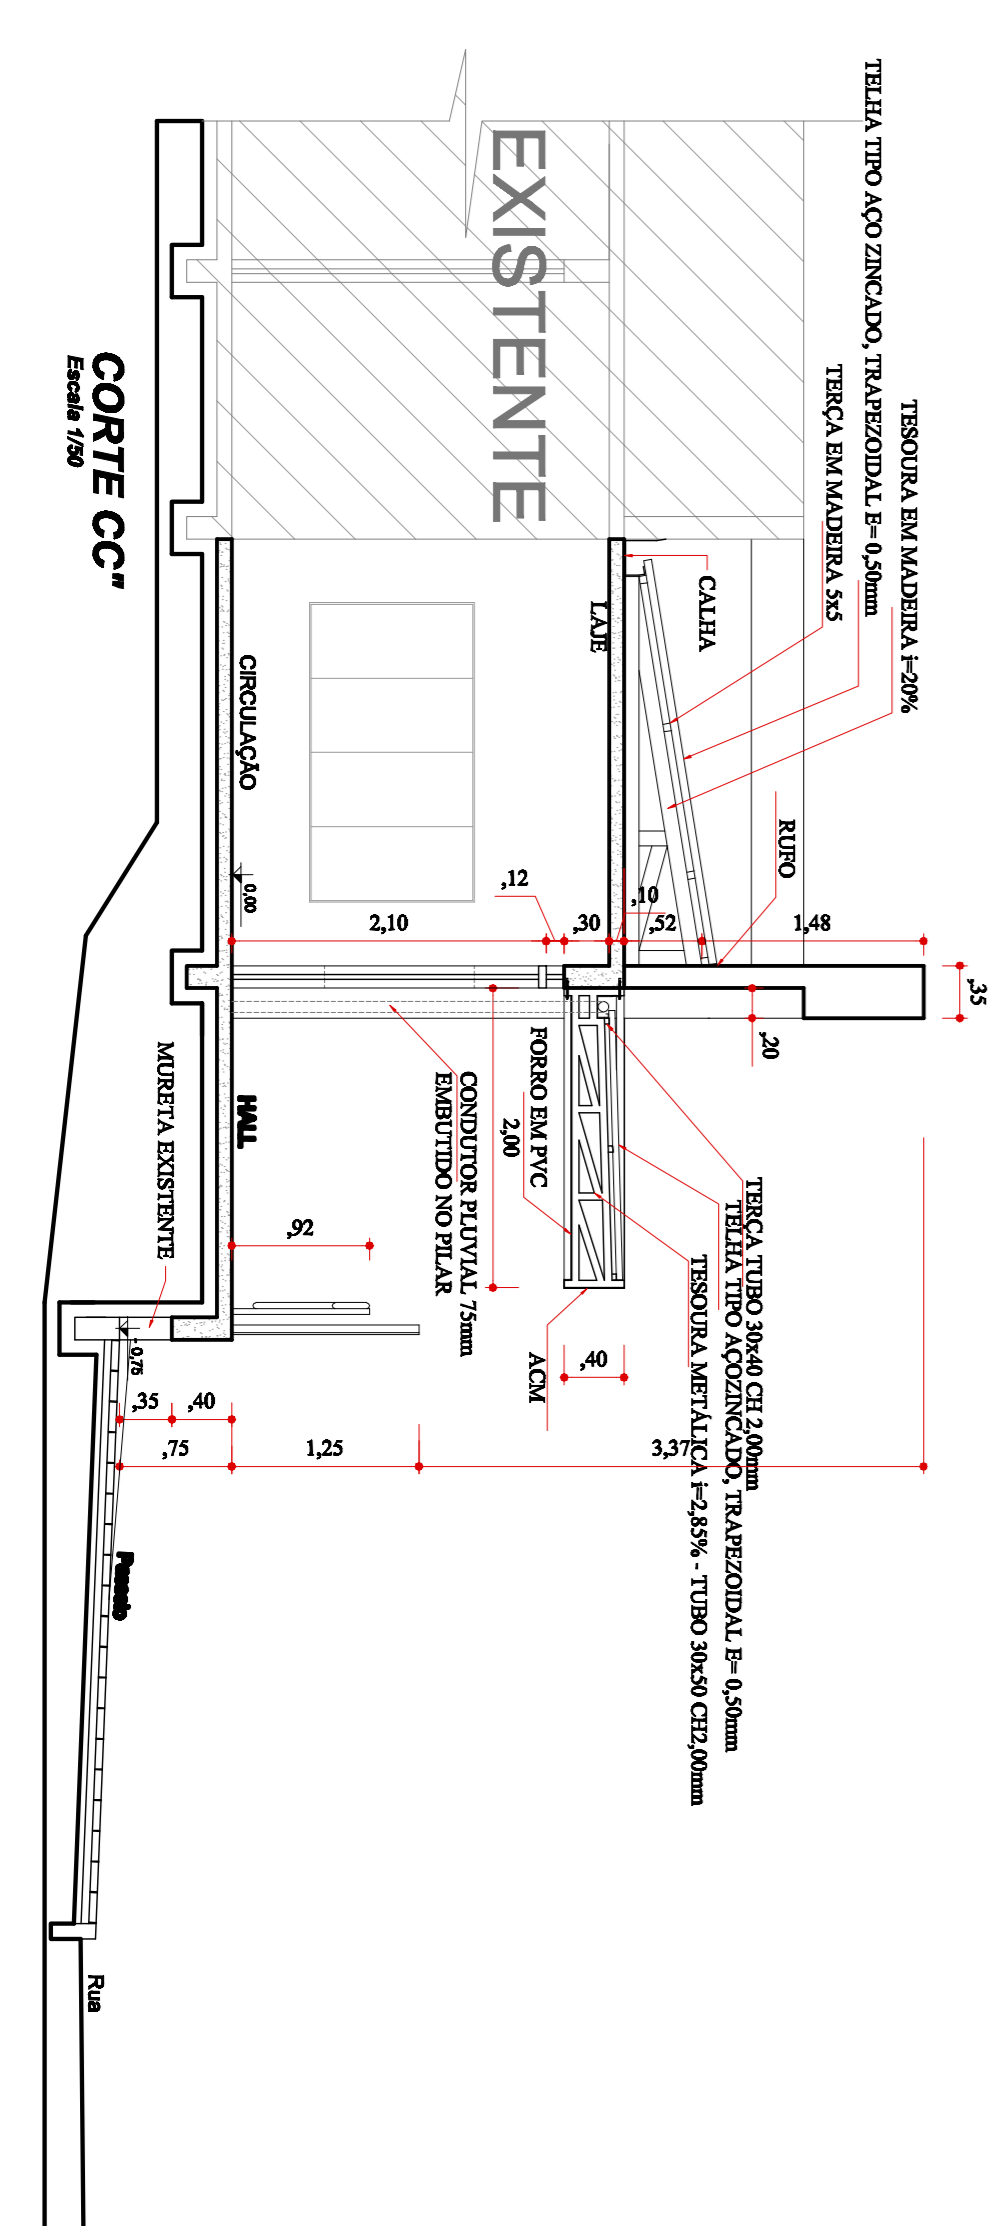 TESOURA EM MADEIRA i=20%
TELHA TIPO AÇO ZINCADO, TRAPEZOIDAL E= 0,50mm
TERÇA EM MADEIRA 5x5
EXISTENTE
CALHA
LAJE
RUFO
CIRCULAÇÃO
0,00
2,10
,12
,30
,10
,52
1,48
,35
,20
FORRO EM PVC
2,00
CONDUTOR PLUVIAL 75mm
EMBUTIDO NO PILAR
HALL
MURETA EXISTENTE
,92
TERÇA TUBO 30x40 CH 2,00mm
TELHA TIPO AÇOZINCADO, TRAPEZOIDAL E= 0,50mm
TESOURA METÁLICA i=2,85% - TUBO 30x50 CH2,00mm
ACM
,40
- 0,75
,35
,40
,75
1,25
3,37
Passeio
Rua
CORTE CC"
Escala 1/50